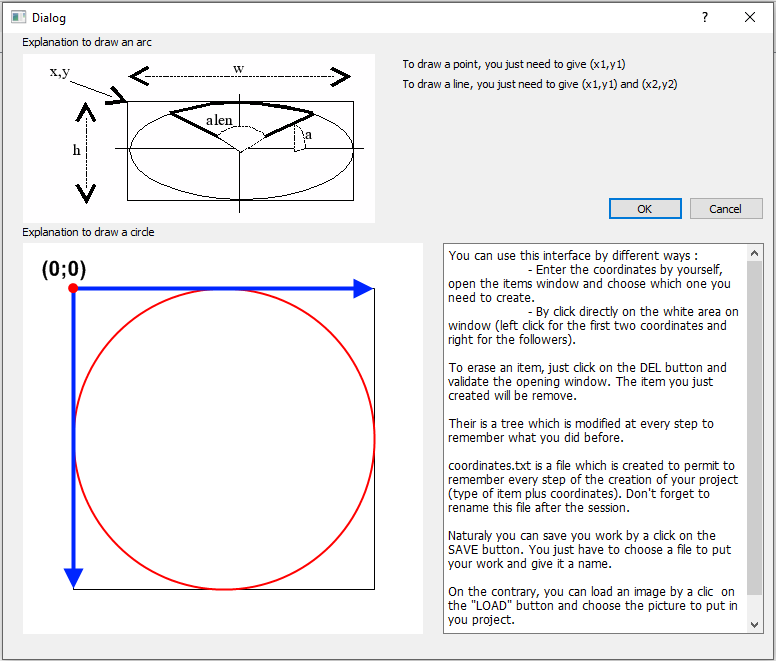 Dialog
?
Explanation to draw an arc
x,y
w
h
alen
a
To draw a point, you just need to give (x1,y1)
To draw a line, you just need to give (x1,y1) and (x2,y2)
OK
Cancel
Explanation to draw a circle
(0;0)
You can use this interface by different ways :
- Enter the coordinates by yourself,
open the items window and choose which one you
need to create.
- By click directly on the white area on
window (left click for the first two coordinates and
right for the followers).
To erase an item, just click on the DEL button and
validate the opening window. The item you just
created will be remove.
Their is a tree which is modified at every step to
remember what you did before.
coordinates.txt is a file which is created to permit to
remember every step of the creation of your project
(type of item plus coordinates). Don't forget to
rename this file after the session.
Naturaly you can save you work by a click on the
SAVE button. You just have to choose a file to put
your work and give it a name.
On the contrary, you can load an image by a clic  on
the "LOAD" button and choose the picture to put in
you project.